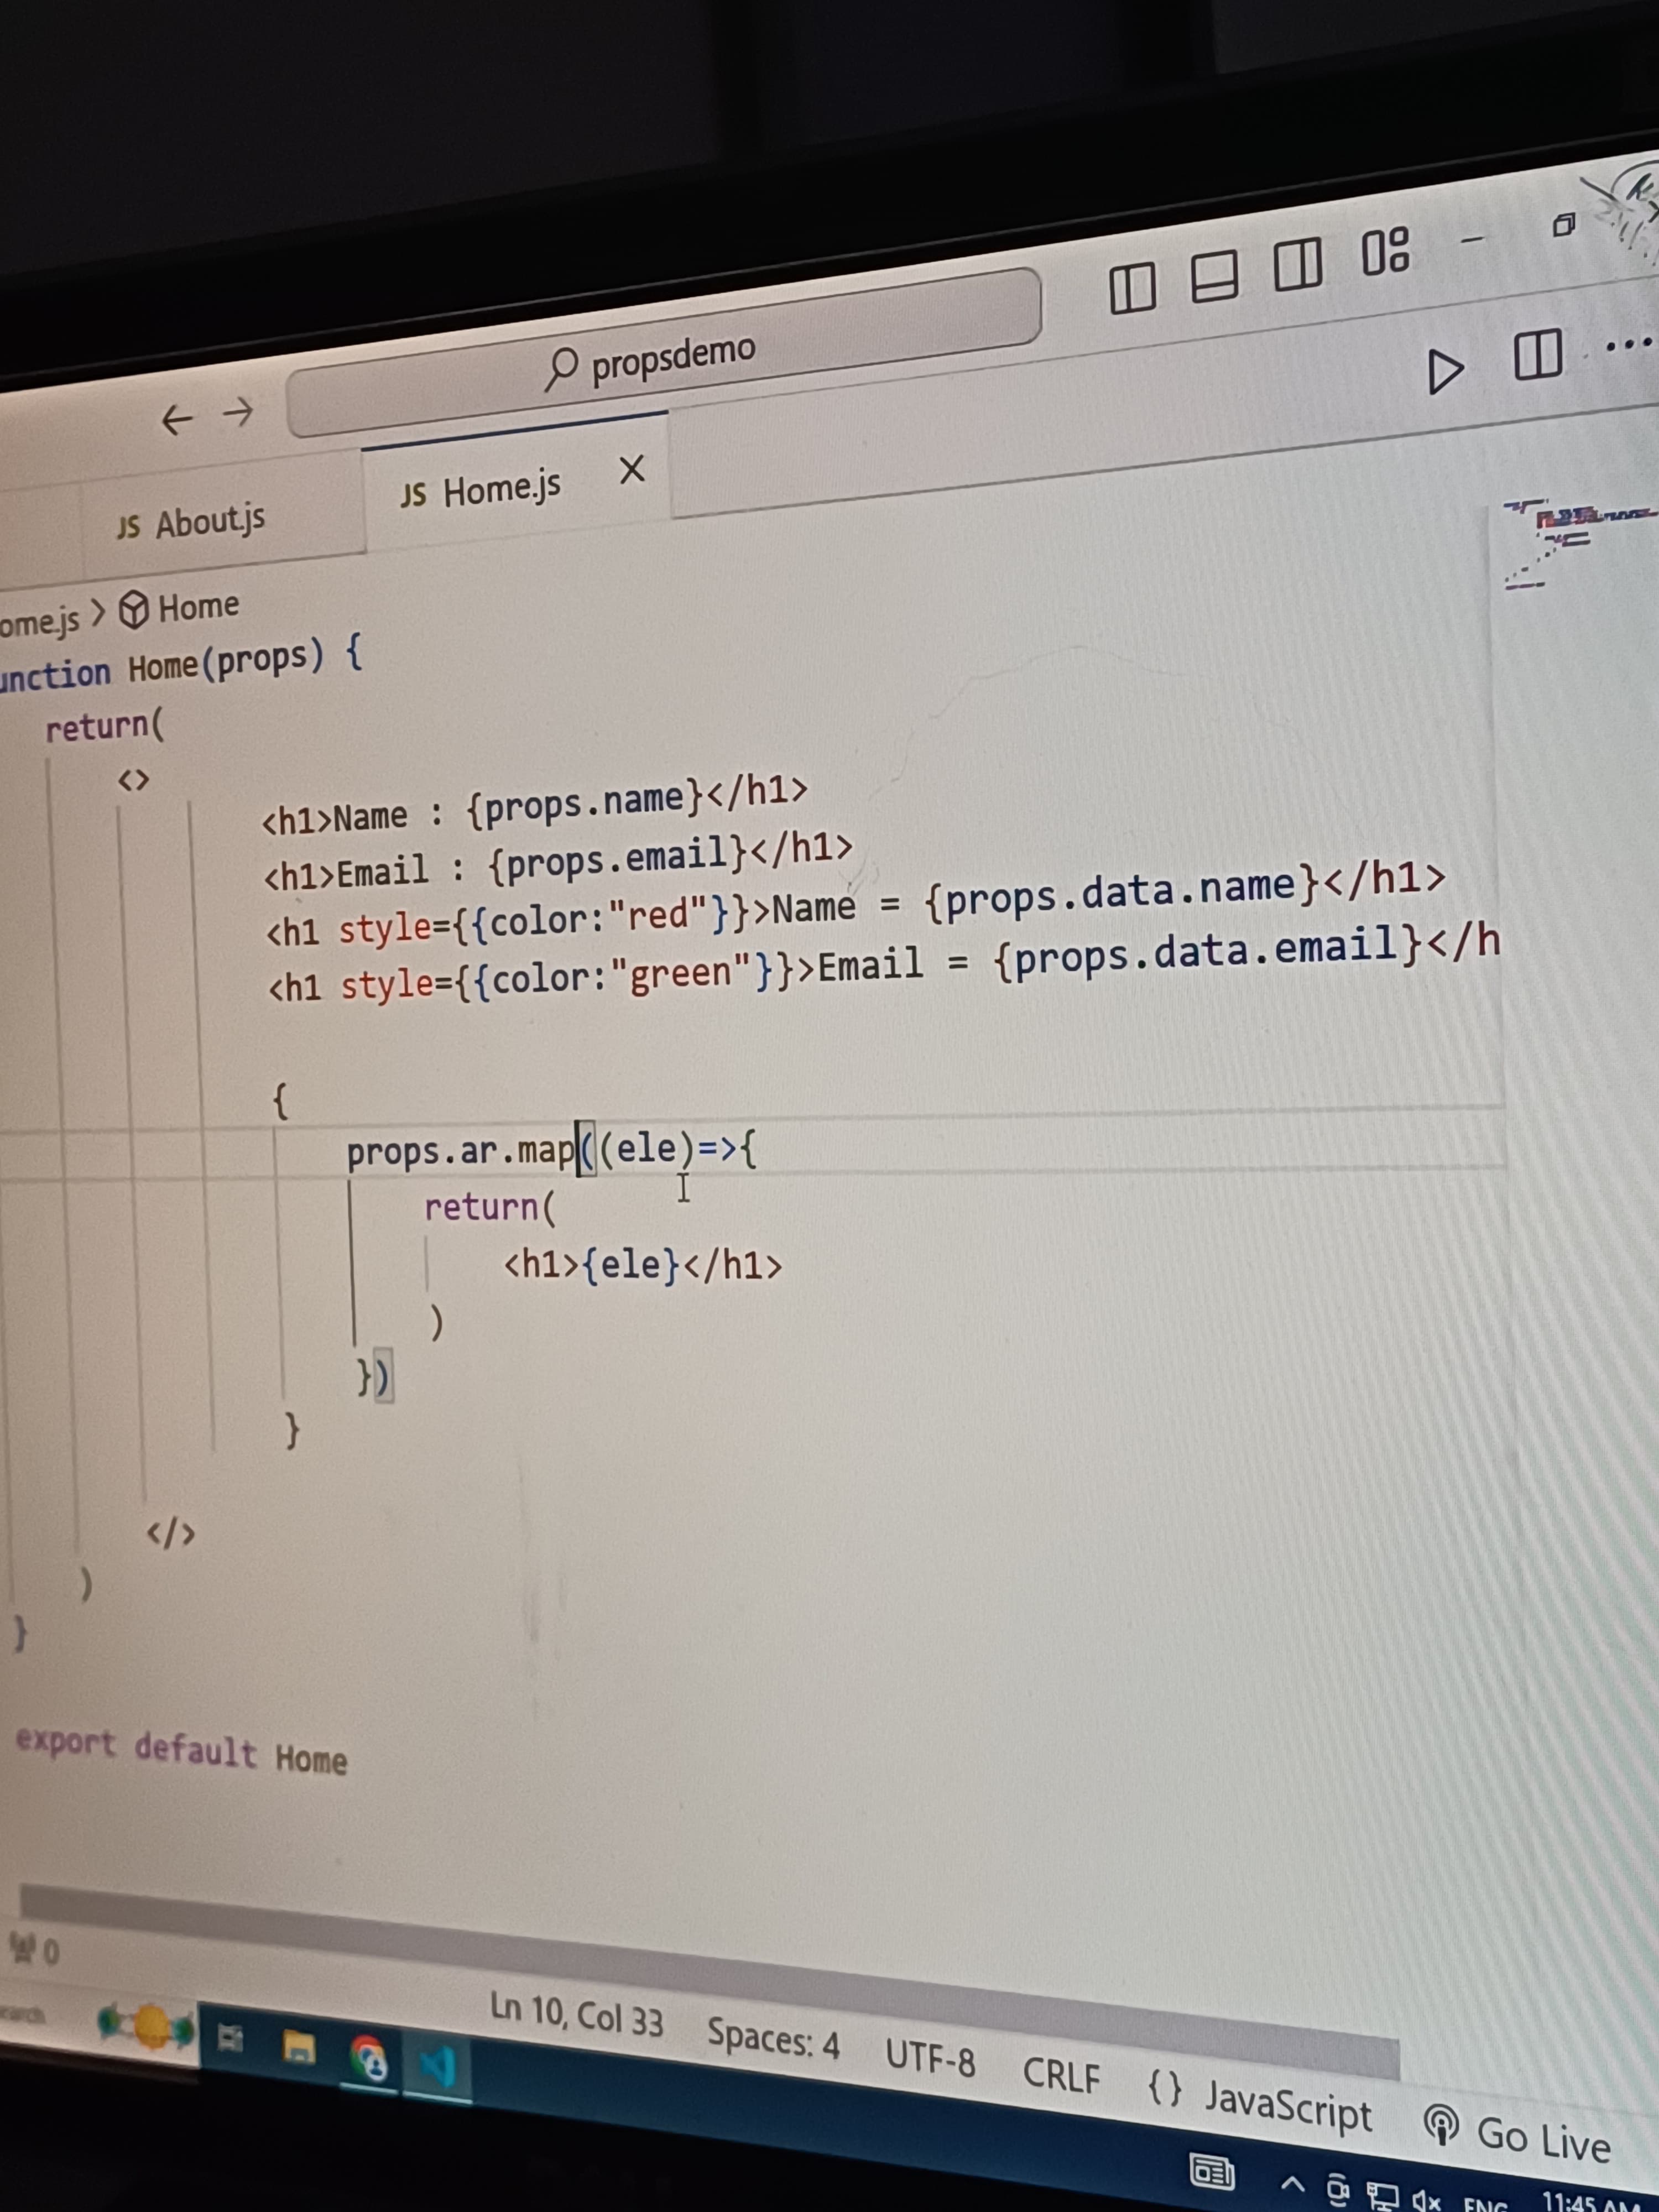 propsdemo
JS About.js
JS Home.js
ome.js > Home
unction Home(props) {
return(
<>
<h1>Name : {props.name}</h1>
<h1>Email : {props.email}</h1>
<h1 style={{color:"red"}}>Name = {props.data.name}</h1>
<h1 style={{color:"green"}}>Email = {props.data.email}</h
{
props.ar.map((ele)=>{
return(
<h1>{ele}</h1>
)
})
}
</>
)
}
export default Home
0
Ln 10, Col 33 Spaces: 4 UTF-8 CRLF {} JavaScript Go Live
earch
ENG 11:45 AM